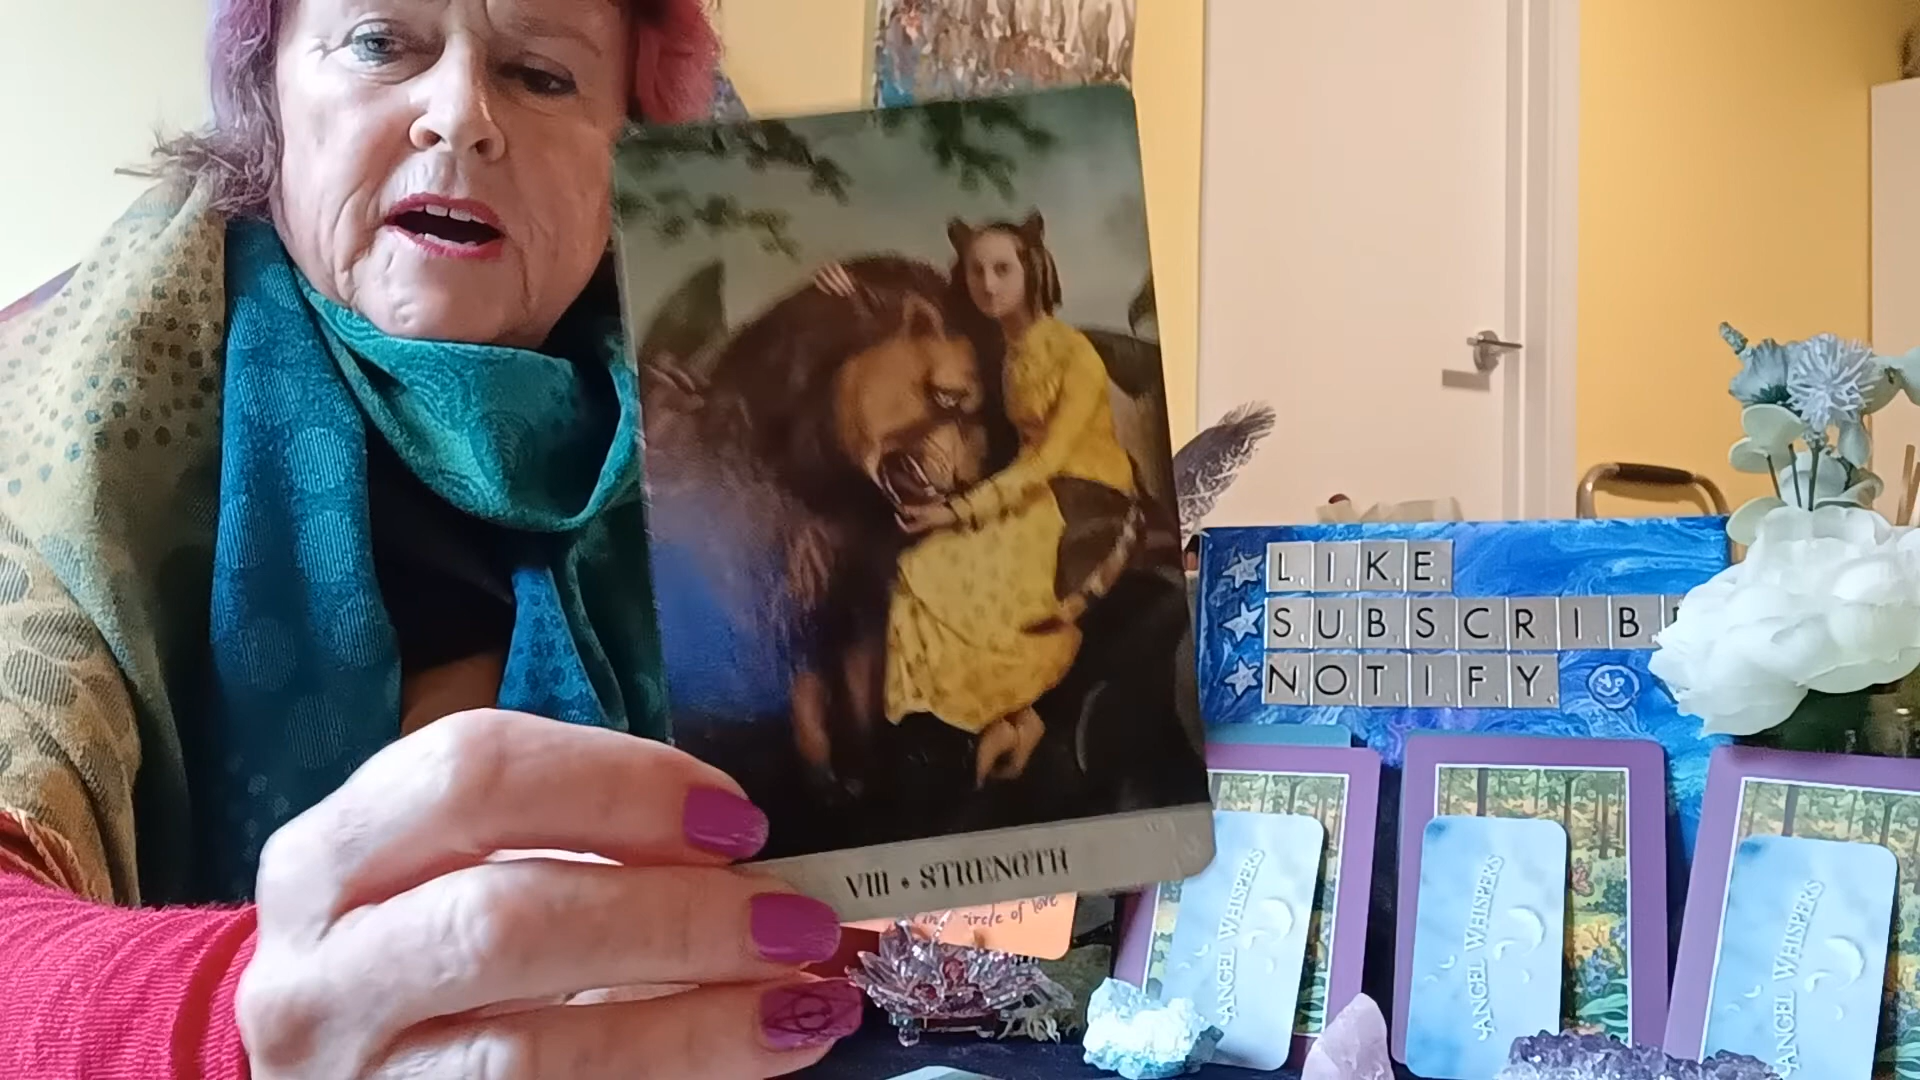 LIKE
SUBSCRIB
NOTIFY
VIII • STRENGTH
circle of love
ANGEL WHISPERS
ANGEL WHISPERS
ANGEL WHISPERS